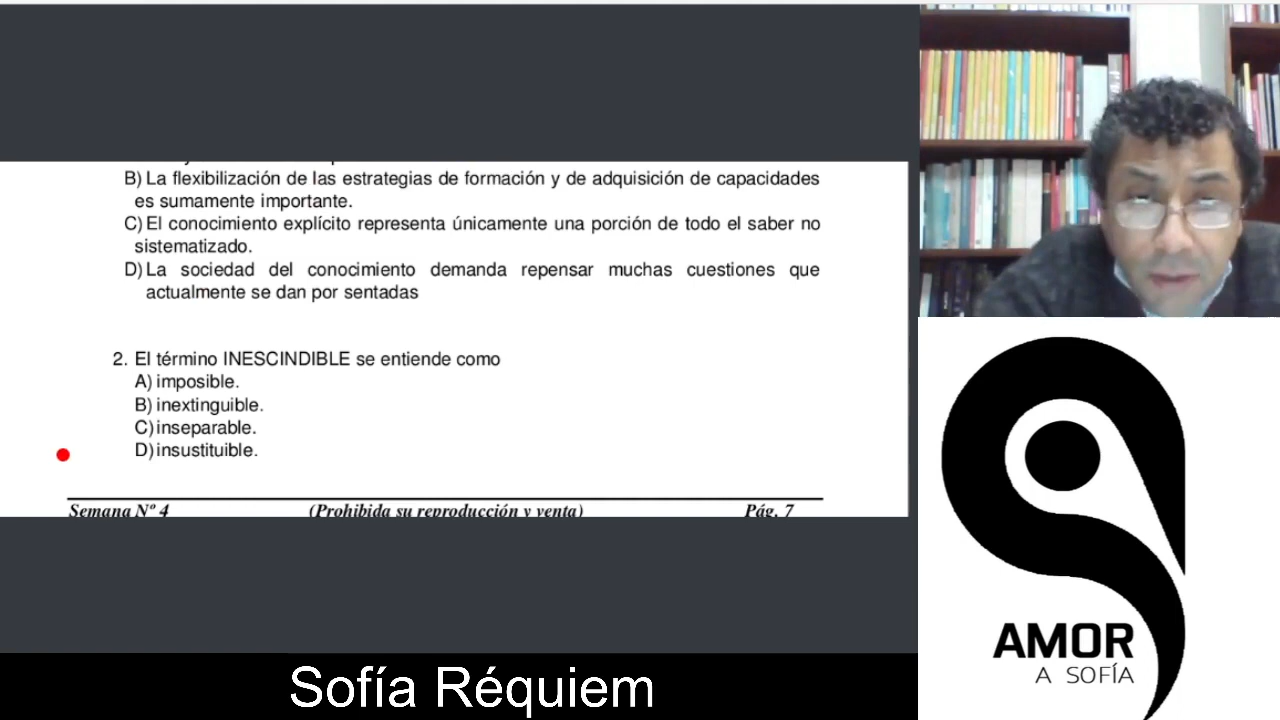 B) La flexibilización de las estrategias de formación y de adquisición de capacidades
es sumamente importante.
C) El conocimiento explícito representa únicamente una porción de todo el saber no
sistematizado.
D) La sociedad del conocimiento demanda repensar muchas cuestiones que
actualmente se dan por sentadas
2. El término INESCINDIBLE se entiende como
A) imposible.
B) inextinguible.
C) inseparable.
D) insustituible.
Semana Nº 4 (Prohibida su reproducción y venta) Pág. 7
AMOR
A SOFÍA
Sofía Réquiem